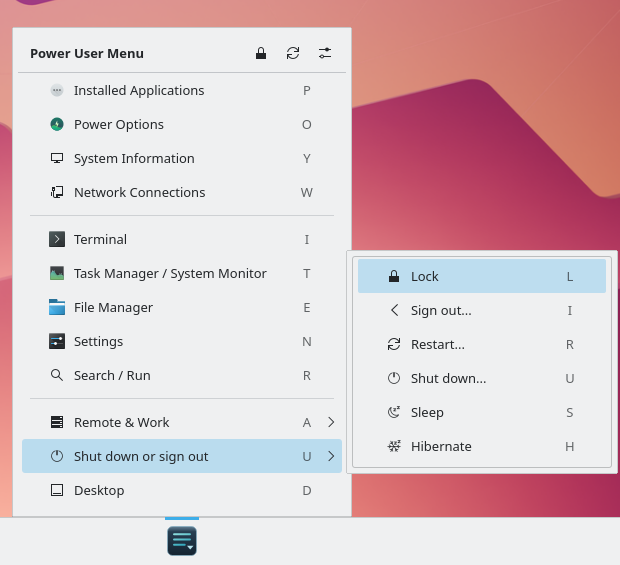 Power User Menu
Installed Applications P
Power Options O
System Information Y
Network Connections W
Terminal I
Task Manager / System Monitor T
File Manager E
Settings N
Search / Run R
Remote & Work A
Shut down or sign out U
Desktop D
Lock L
Sign out... I
Restart... R
Shut down... U
Sleep S
Hibernate H